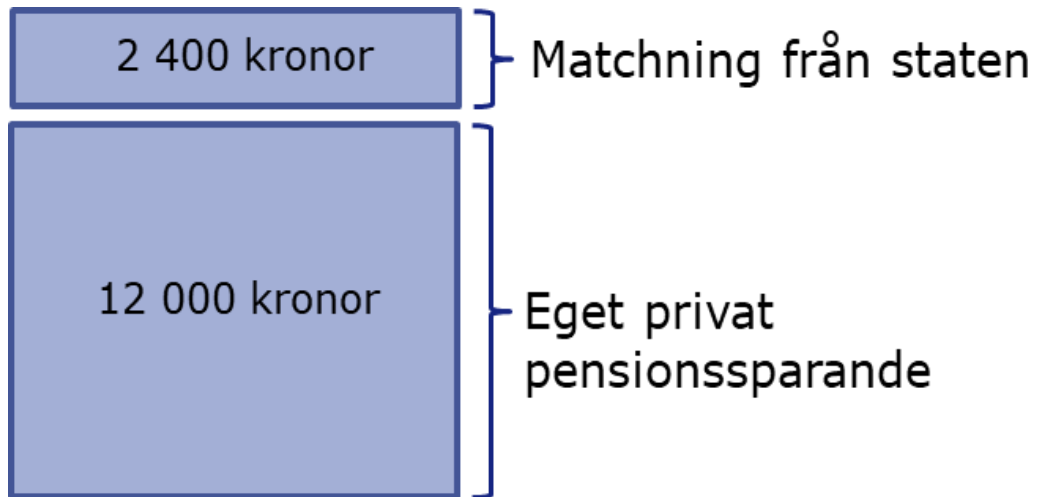 2 400 kronor
Matchning från staten
12 000 kronor
Eget privat
pensionssparande